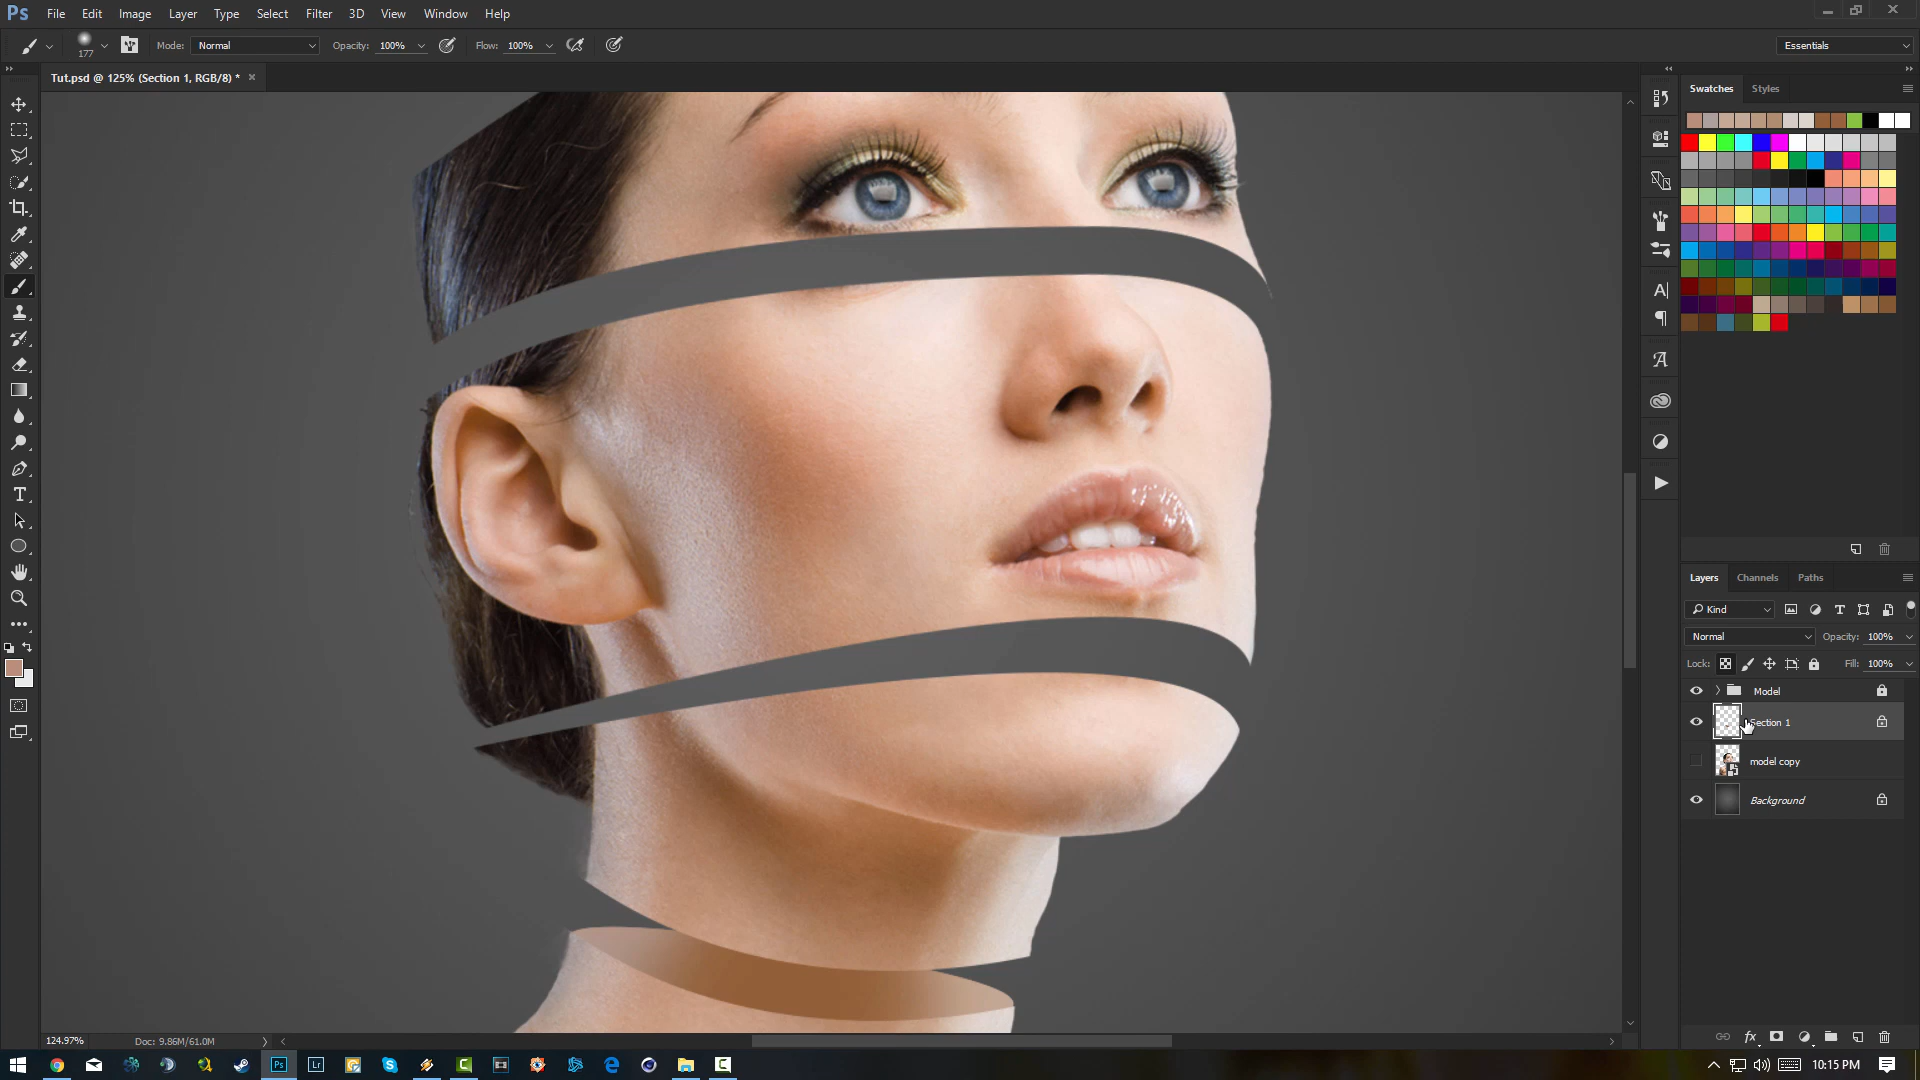 Ps File Edit Image Layer Type Select Filter 3D View Window Help
177 Mode: Normal Opacity: 100% Flow: 100% Essentials
Tut.psd @ 125% (Section 1, RGB/8) *
Swatches Styles
Layers Channels Paths
Kind
Normal Opacity: 100%
Lock: Fill: 100%
Model
Section 1
model copy
Background
124.97% Doc: 9.86M/61.0M
Ps Lr 10:15 PM